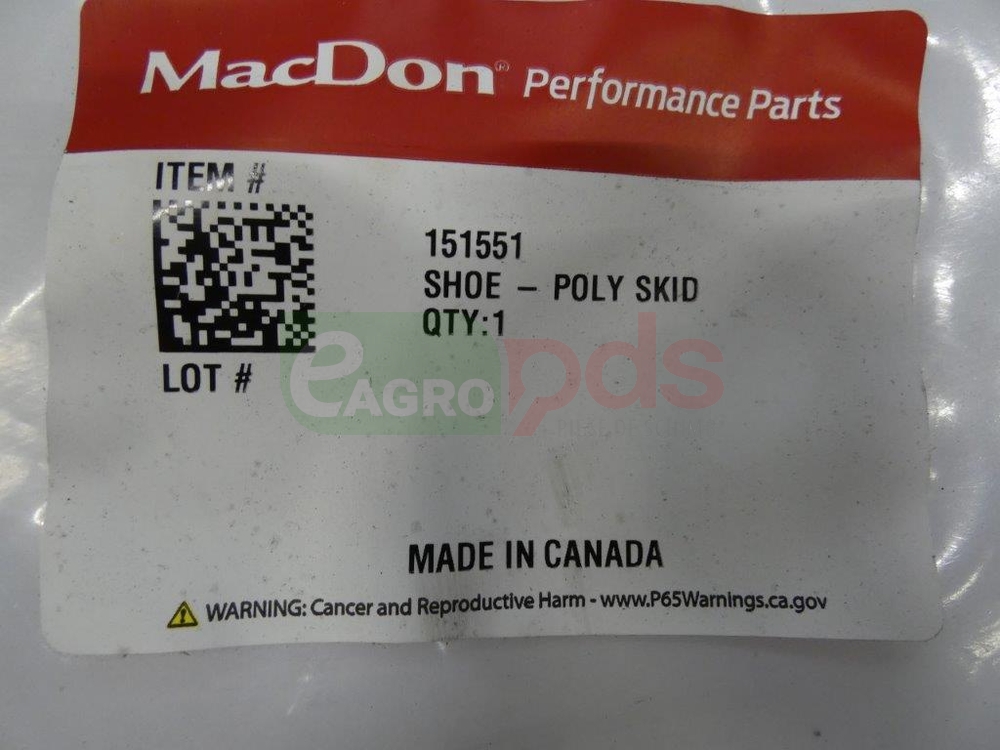 MacDon® Performance Parts
ITEM #
151551
SHOE – POLY SKID
QTY:1
LOT #
eAGRO pds
MADE IN CANADA
WARNING: Cancer and Reproductive Harm - www.P65Warnings.ca.gov